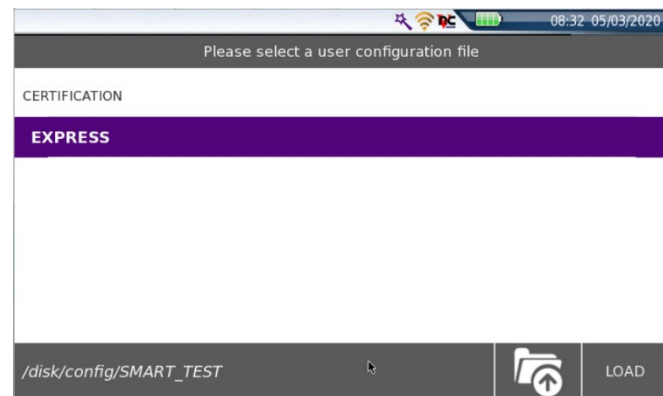 08:32 05/03/2020
Please select a user configuration file
CERTIFICATION
EXPRESS
/disk/config/SMART_TEST
LOAD